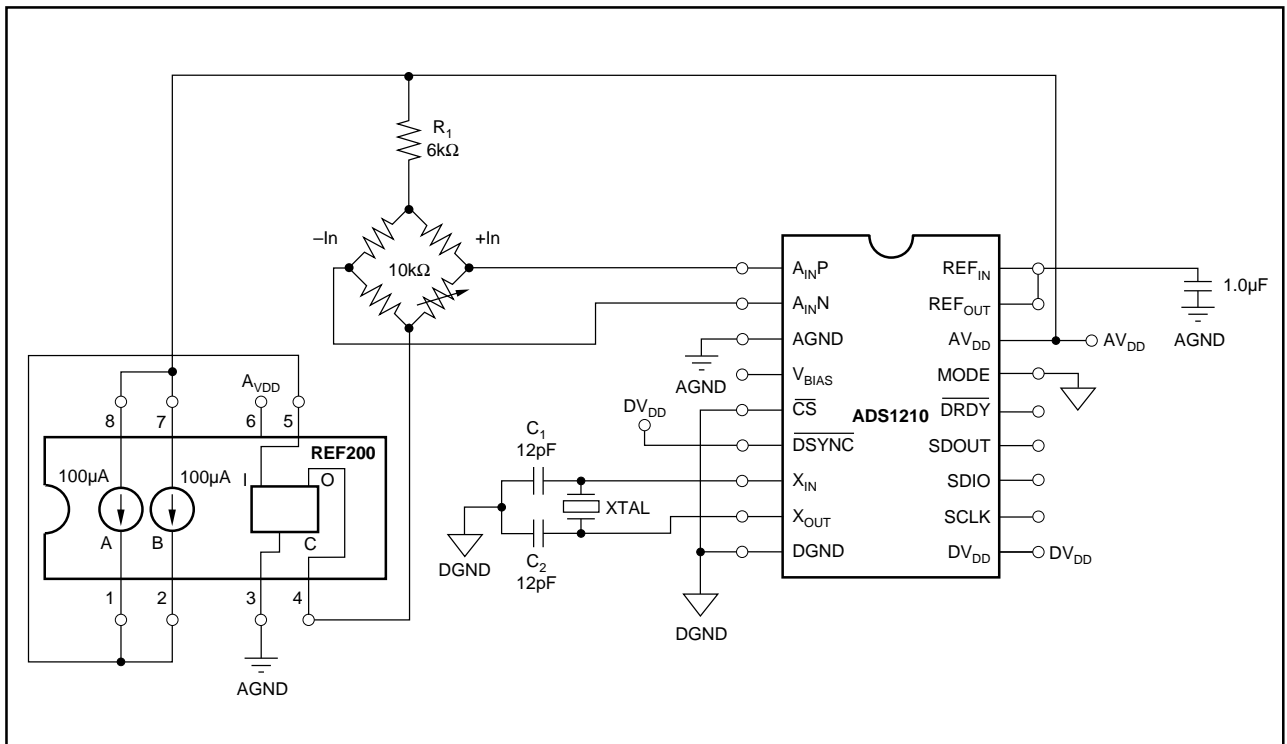 R1
6kΩ
–In
+In
10kΩ
AINP
AINN
AGND
VBIAS
CS
DSYNC
XIN
XOUT
DGND
ADS1210
REFIN
REFOUT
AVDD
MODE
DRDY
SDOUT
SDIO
SCLK
DVDD
1.0µF
AGND
AVDD
DVDD
AGND
DVDD
C1
12pF
XTAL
C2
12pF
DGND
DGND
AVDD
8
7
6
5
REF200
100µA
100µA
I
O
A
B
C
1
2
3
4
AGND